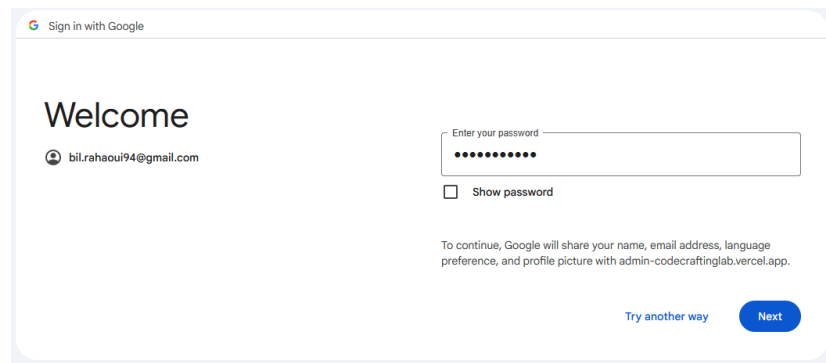 Sign in with Google
Welcome
bil.rahaoui94@gmail.com
Enter your password
•••••••••••
Show password
To continue, Google will share your name, email address, language
preference, and profile picture with admin-codecraftinglab.vercel.app.
Try another way
Next